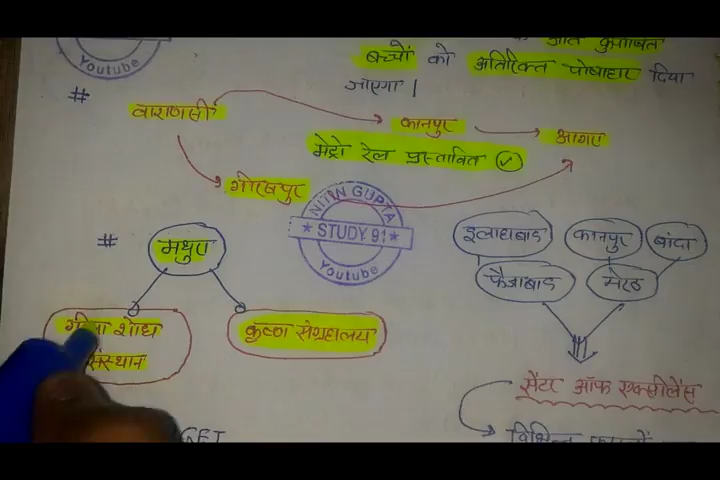 Youtube
बच्चों को अतिरिक्त पोषाहार दिया
जाएगा।
#
वाराणसी
कानपुर
आगरा
मेट्रो रेल प्रस्तावित
गोरखपुर
NITIN GUPTA
STUDY 91
Youtube
#
मथुरा
इलाहाबाद
कानपुर
बांदा
फैजाबाद
मेरठ
गीता शोध
संस्थान
कृष्ण संग्रहालय
सेंटर ऑफ एक्सीलेंस